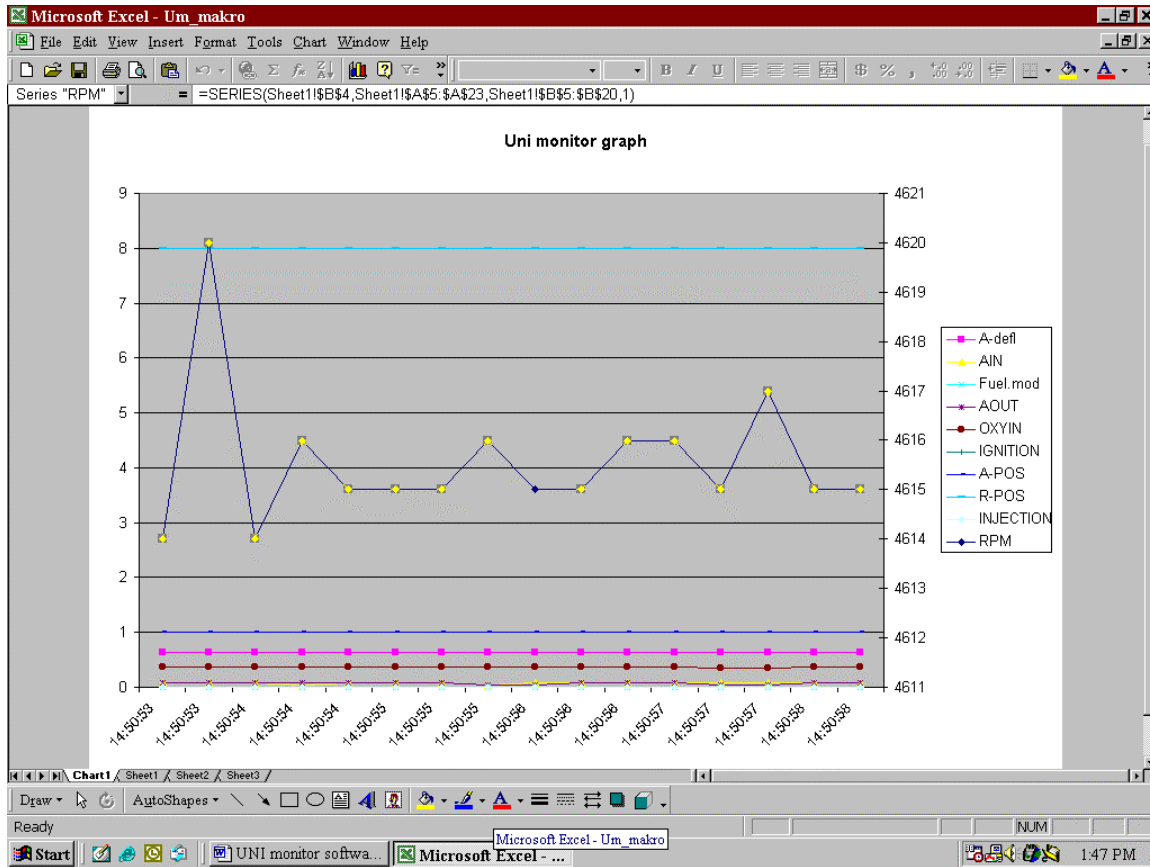 Microsoft Excel - Um_makro
File Edit View Insert Format Tools Chart Window Help
B I U $ % ,
Series "RPM" = =SERIES(Sheet1!$B$4,Sheet1!$A$5:$A$23,Sheet1!$B$5:$B$20,1)
Uni monitor graph
9 4621
8 4620
4619
7
4618
6
5 4617
4616
4 4615
3 4614
2 4613
1 4612
0 4611
A-defl
AIN
Fuel.mod
AOUT
OXYIN
IGNITION
A-POS
R-POS
INJECTION
RPM
14:50:53 14:50:53 14:50:54 14:50:54 14:50:54 14:50:55 14:50:55 14:50:55 14:50:56 14:50:56 14:50:56 14:50:57 14:50:57 14:50:57 14:50:58 14:50:58
Chart1 / Sheet1 / Sheet2 / Sheet3 /
Draw AutoShapes
Ready NUM
Microsoft Excel - Um_makro
Start UNI monitor softwa... Microsoft Excel - ... 1:47 PM